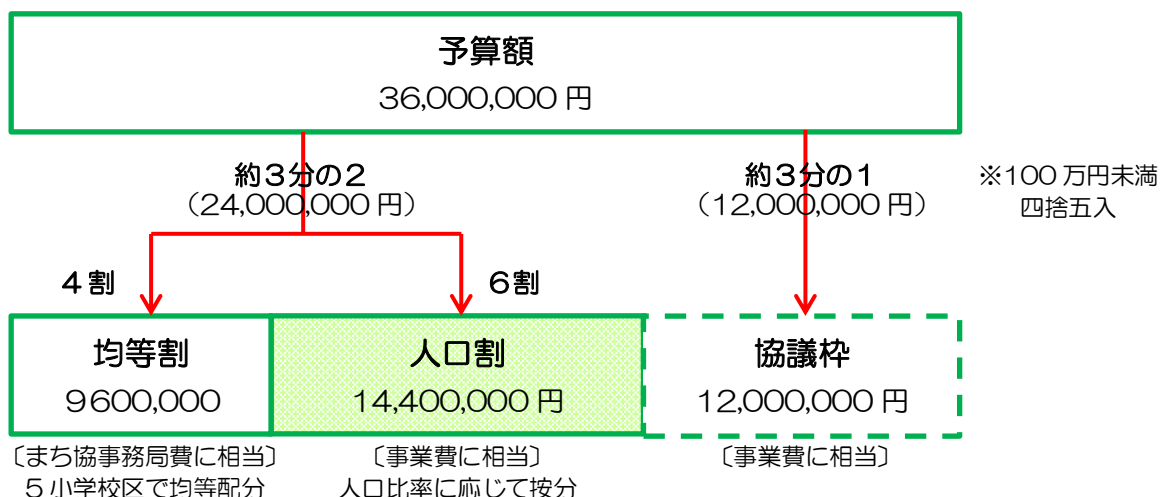 予算額
36,000,000 円
約3分の2
(24,000,000 円)
約3分の1
(12,000,000 円)
※100 万円未満
四捨五入
4割
6割
均等割
9600,000
人口割
14,400,000 円
協議枠
12,000,000 円
〔まち協事務局費に相当〕
5小学校区で均等配分
〔事業費に相当〕
人口比率に応じて按分
〔事業費に相当〕